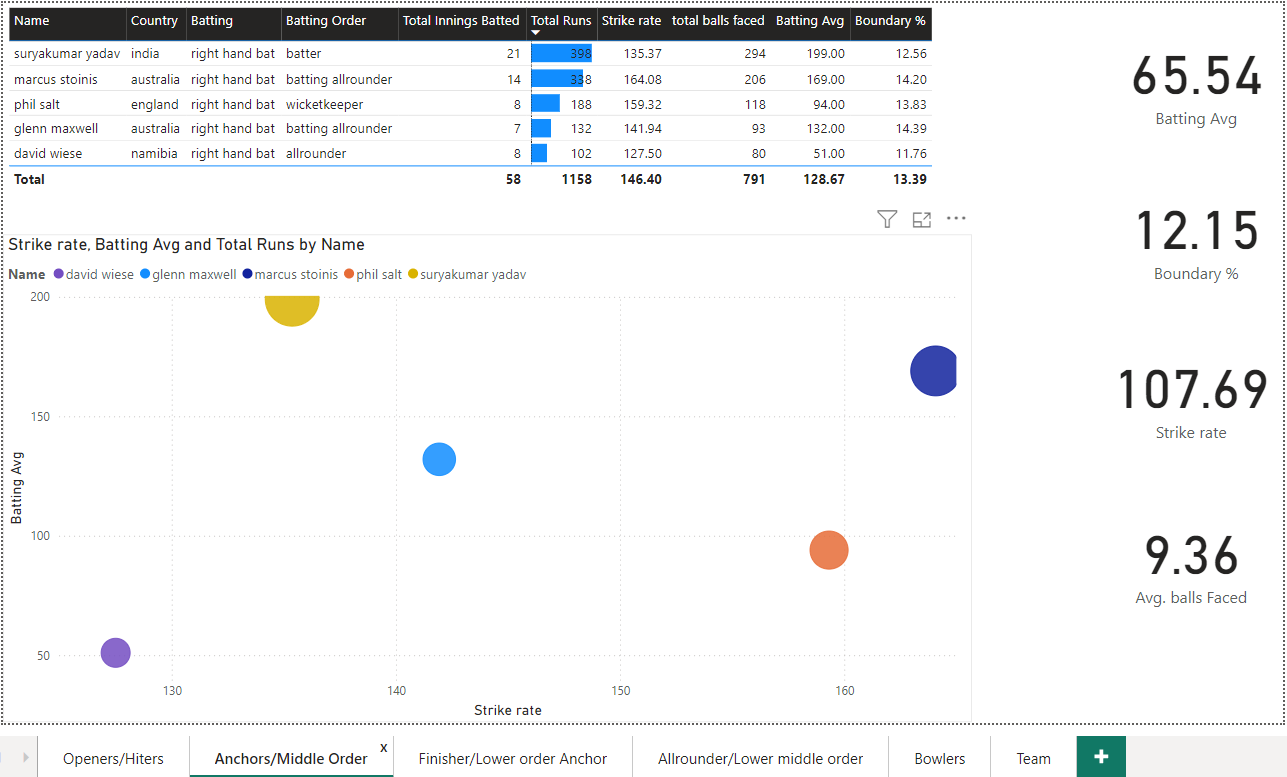 Name Country Batting Batting Order Total Innings Batted Total Runs Strike rate total balls faced Batting Avg Boundary %
suryakumar yadav india right hand bat batter 21 398 135.37 294 199.00 12.56
marcus stoinis australia right hand bat batting allrounder 14 338 164.08 206 169.00 14.20
phil salt england right hand bat wicketkeeper 8 188 159.32 118 94.00 13.83
glenn maxwell australia right hand bat batting allrounder 7 132 141.94 93 132.00 14.39
david wiese namibia right hand bat allrounder 8 102 127.50 80 51.00 11.76
Total 58 1158 146.40 791 128.67 13.39
65.54
Batting Avg
12.15
Boundary %
107.69
Strike rate
9.36
Avg. balls Faced
Strike rate, Batting Avg and Total Runs by Name
Name david wiese glenn maxwell marcus stoinis phil salt suryakumar yadav
200
150
100
50
Batting Avg
130 140 150 160
Strike rate
Openers/Hiters Anchors/Middle Order x Finisher/Lower order Anchor Allrounder/Lower middle order Bowlers Team +